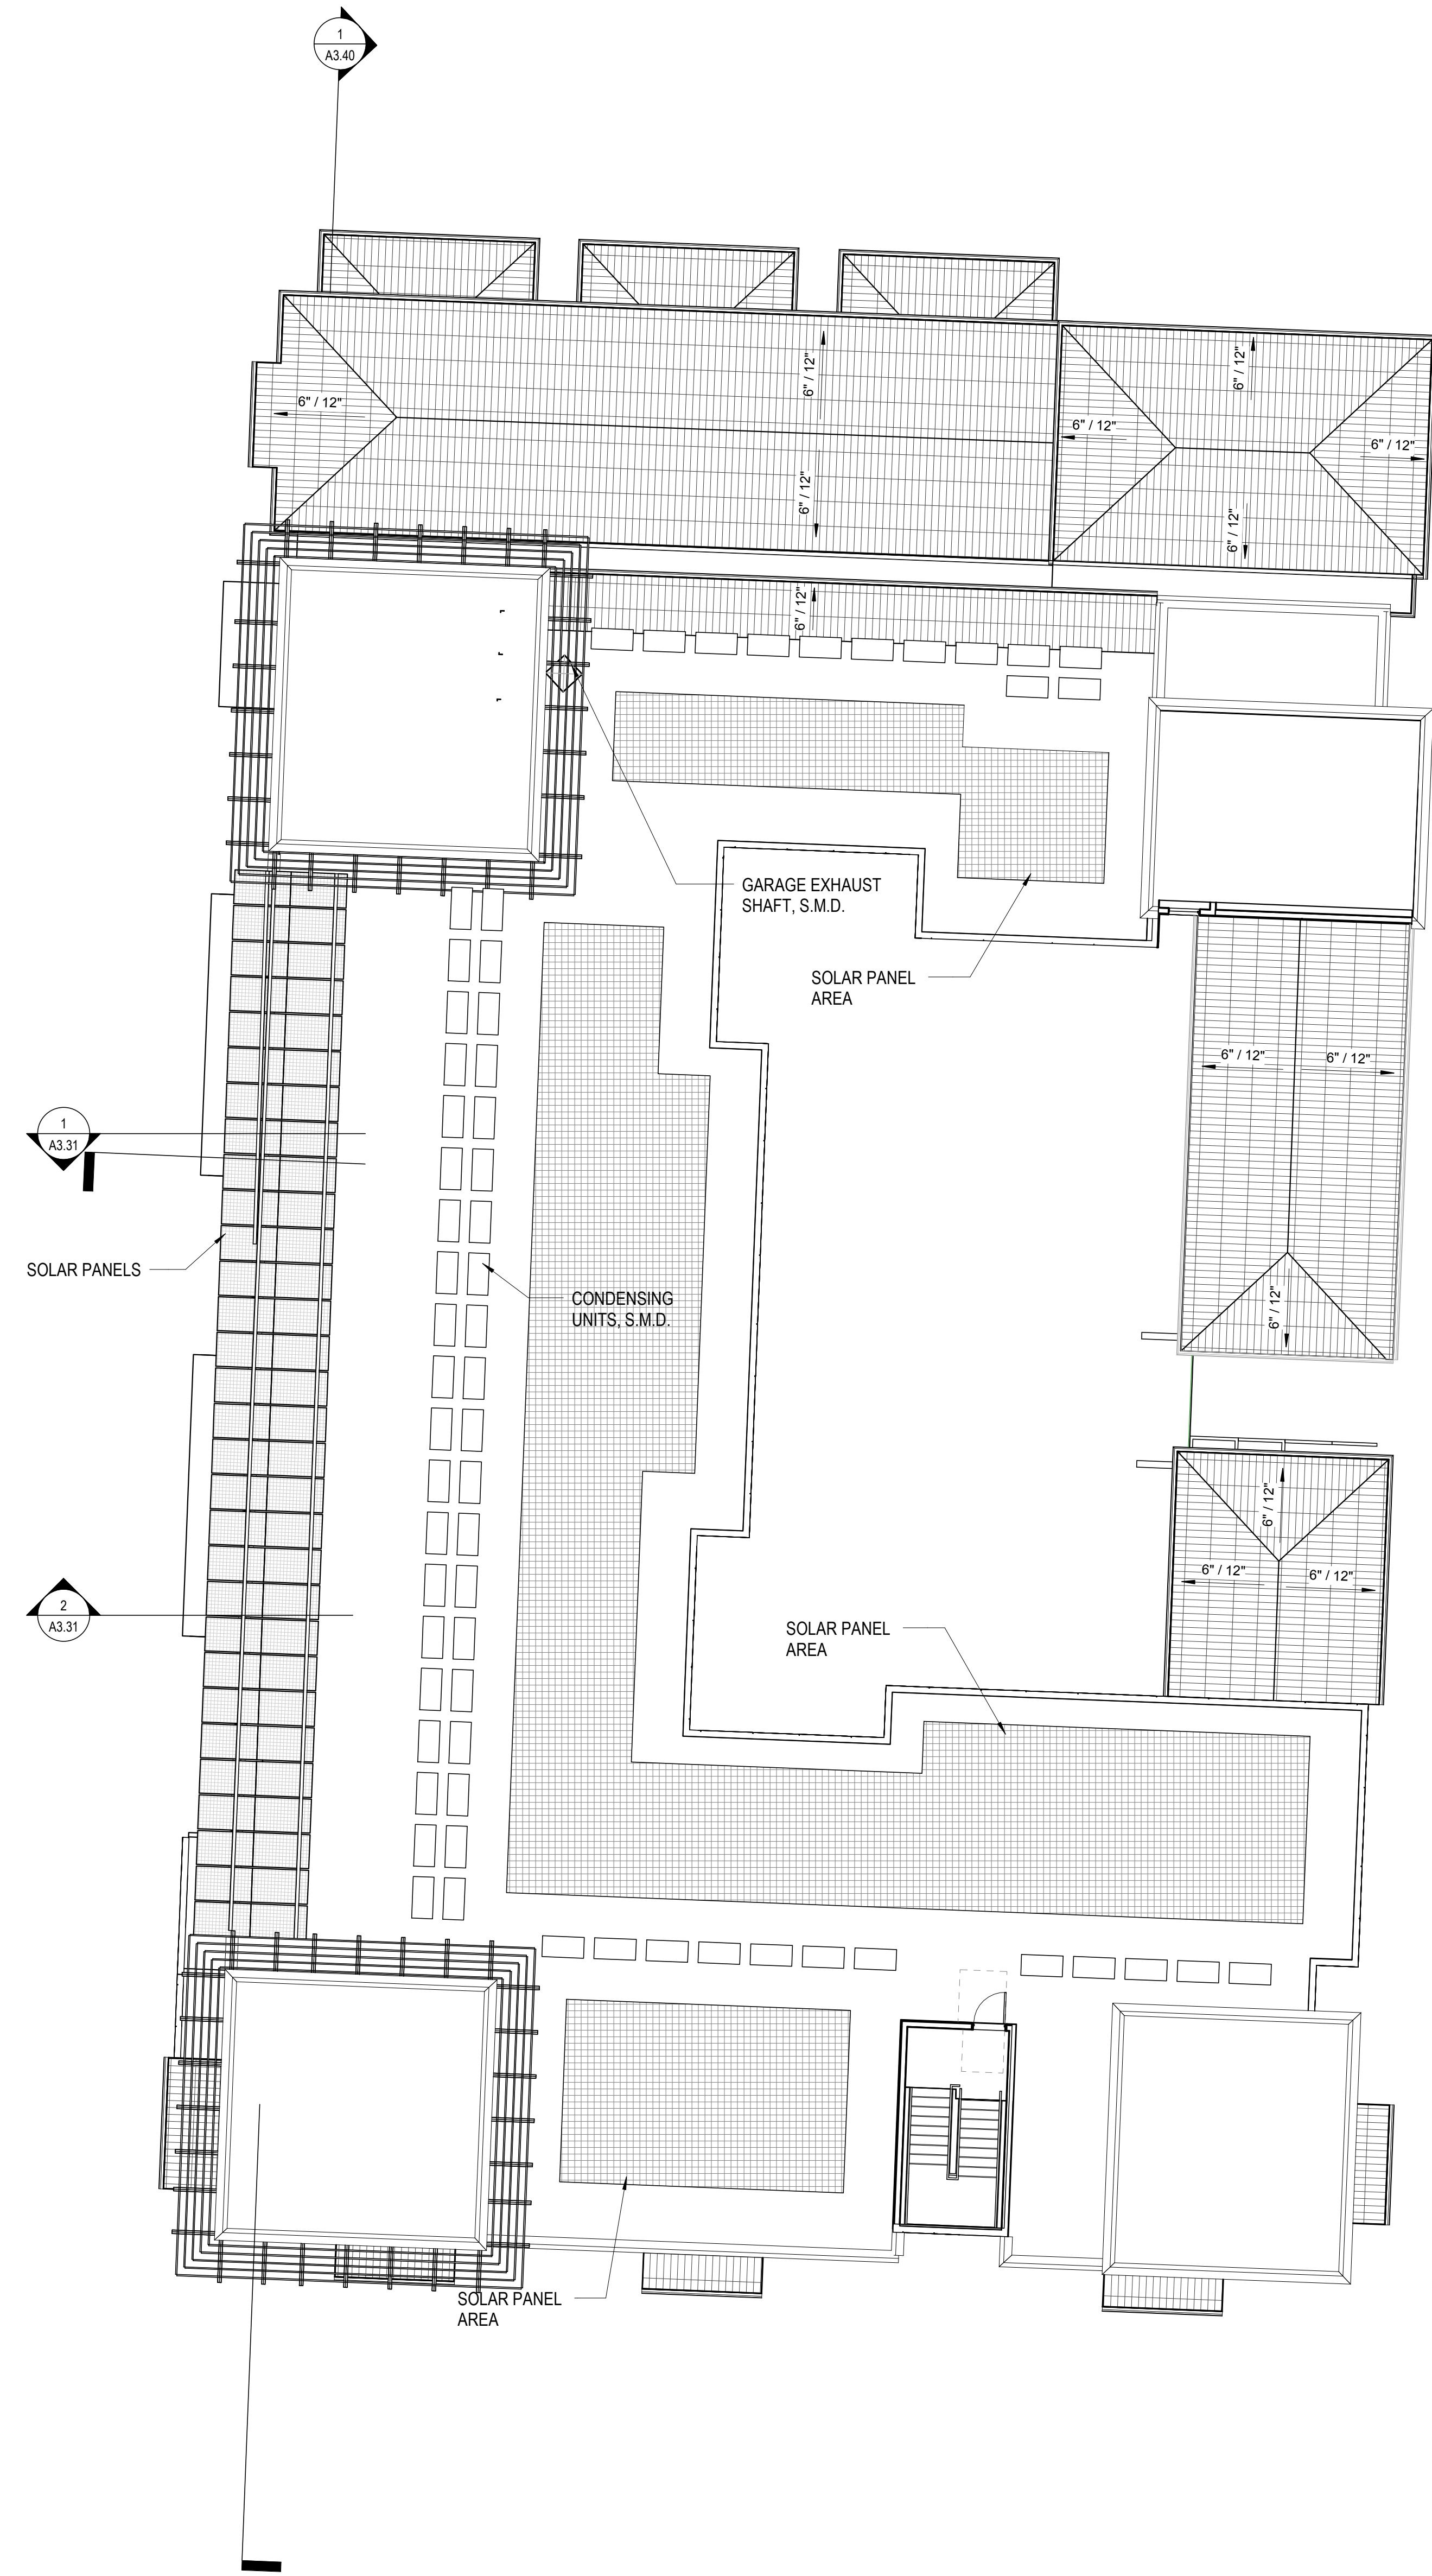 1
A3.40
6" / 12"
6" / 12"
6" / 12"
6" / 12"
6" / 12"
6" / 12"
6" / 12"
6" / 12"
GARAGE EXHAUST
SHAFT, S.M.D.
SOLAR PANEL
AREA
6" / 12"
6" / 12"
1
A3.31
SOLAR PANELS
CONDENSING
UNITS, S.M.D.
6" / 12"
6" / 12"
6" / 12"
6" / 12"
2
A3.31
SOLAR PANEL
AREA
SOLAR PANEL
AREA